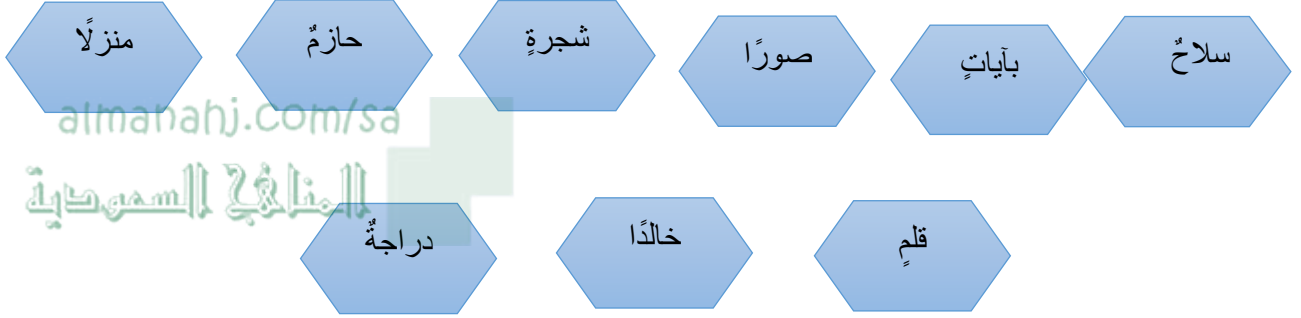 سلاحٌ بآياتٍ صورًا شجرةٍ حازمٌ منزلًا
almanahj.com/sa
المناهج السعودية
قلمٍ خالدًا دراجةٌ